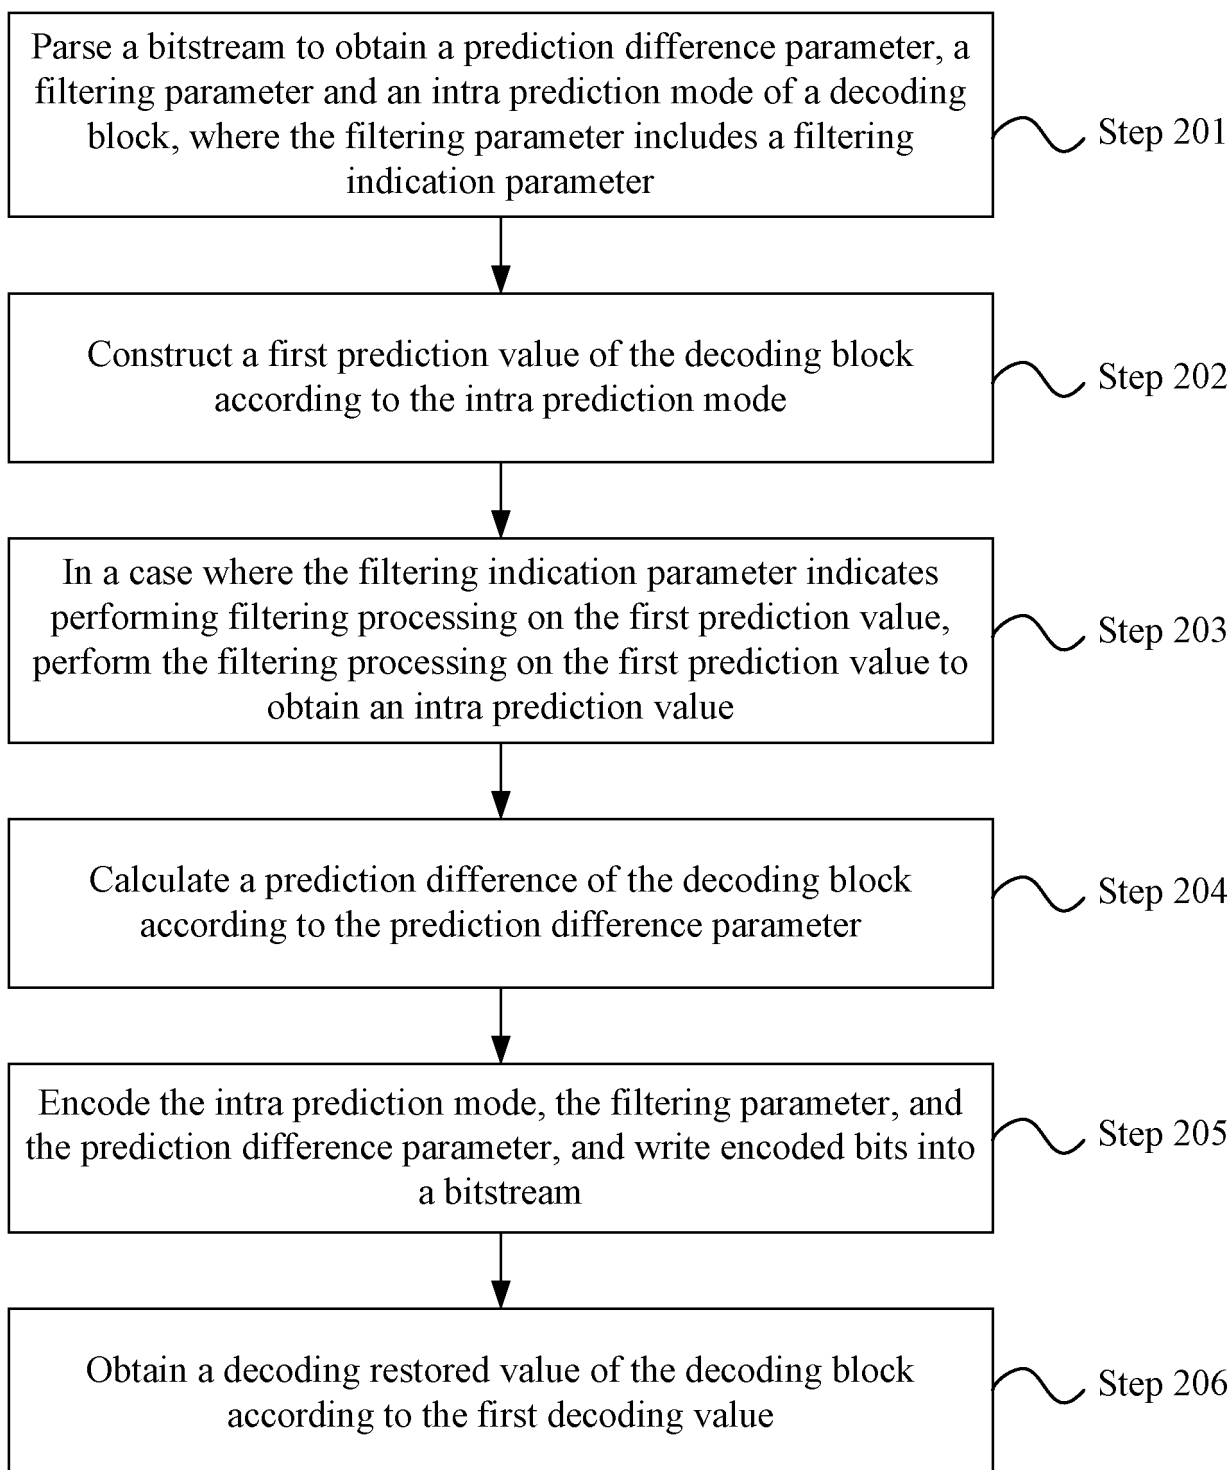 Parse a bitstream to obtain a prediction difference parameter, a
filtering parameter and an intra prediction mode of a decoding
block, where the filtering parameter includes a filtering
indication parameter
Step 201
Construct a first prediction value of the decoding block
according to the intra prediction mode
Step 202
In a case where the filtering indication parameter indicates
performing filtering processing on the first prediction value,
perform the filtering processing on the first prediction value to
obtain an intra prediction value
Step 203
Calculate a prediction difference of the decoding block
according to the prediction difference parameter
Step 204
Encode the intra prediction mode, the filtering parameter, and
the prediction difference parameter, and write encoded bits into
a bitstream
Step 205
Obtain a decoding restored value of the decoding block
according to the first decoding value
Step 206